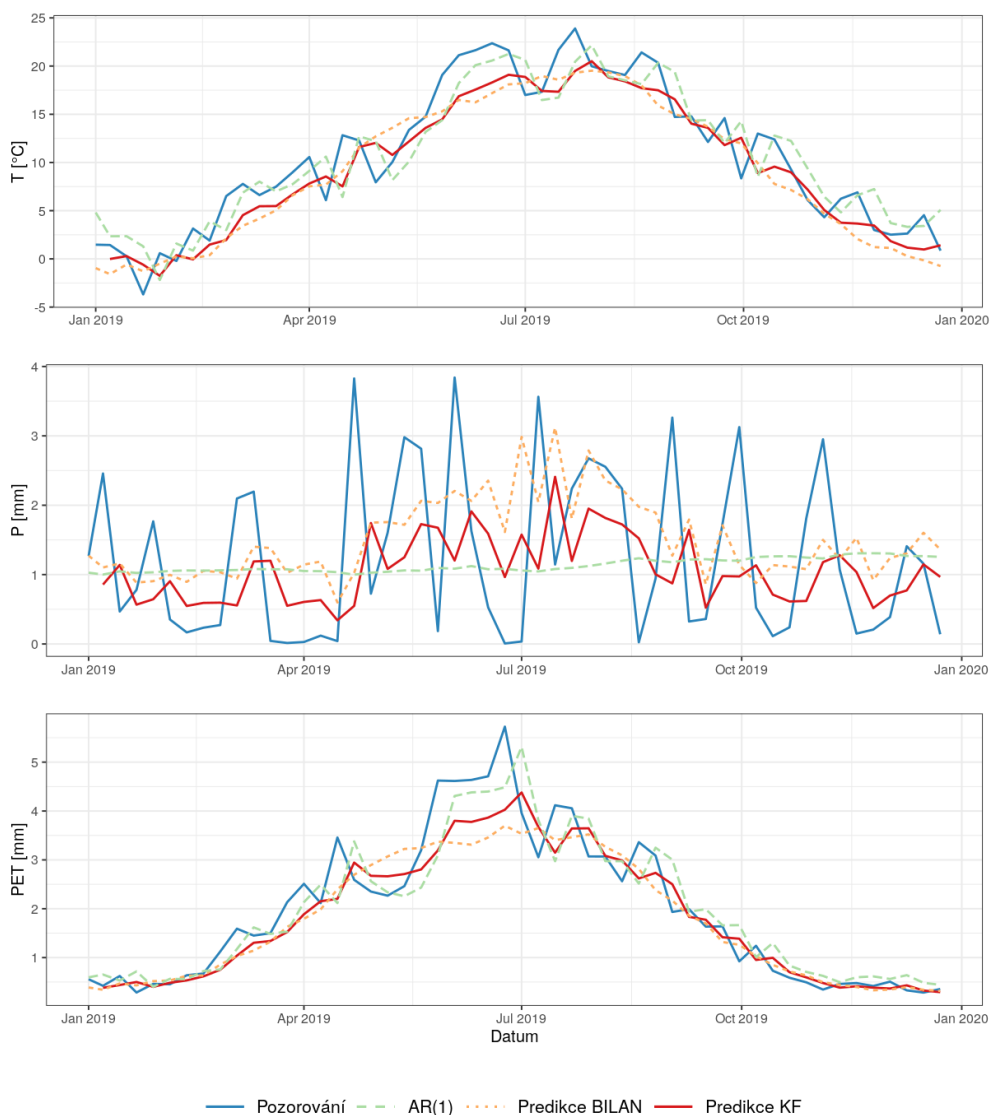 25
20
15
10
5
0
-5
T [°C]
Jan 2019 Apr 2019 Jul 2019 Oct 2019 Jan 2020
4
3
2
1
0
P [mm]
Jan 2019 Apr 2019 Jul 2019 Oct 2019 Jan 2020
5
4
3
2
1
PET [mm]
Jan 2019 Apr 2019 Jul 2019 Oct 2019 Jan 2020
Datum
Pozorování AR(1) Predikce BILAN Predikce KF